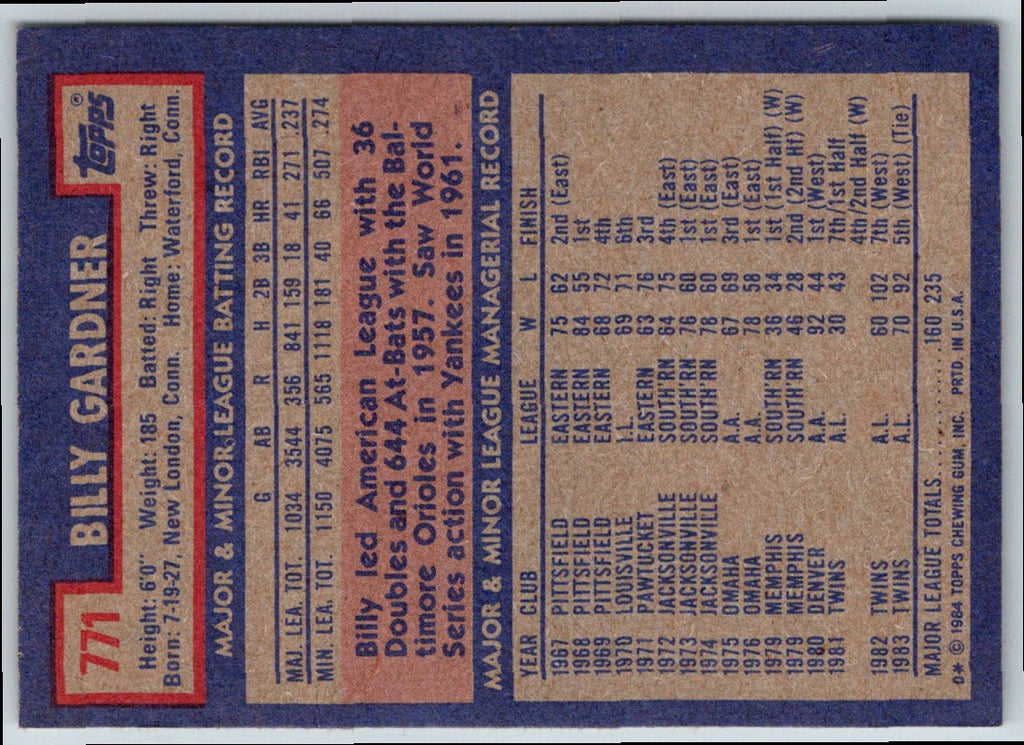 771 BILLY GARDNER Topps®
Height: 6'0" Weight: 185 Batted: Right Threw: Right
Born: 7-19-27, New London, Conn. Home: Waterford, Conn.
MAJOR & MINOR LEAGUE BATTING RECORD
G AB R H 2B 3B HR RBI AVG
MAJ. LEA. TOT. 1034 3544 356 841 159 18 41 271 .237
MIN. LEA. TOT. 1150 4075 565 1118 181 40 66 507 .274
Billy led American League with 36
Doubles and 644 At-Bats with the Bal-
timore Orioles in 1957. Saw World
Series action with Yankees in 1961.
MAJOR & MINOR LEAGUE MANAGERIAL RECORD
YEAR CLUB LEAGUE W L FINISH
1967 PITTSFIELD EASTERN 75 62 2nd (East)
1968 PITTSFIELD EASTERN 84 55 1st
1969 PITTSFIELD EASTERN 68 72 4th
1970 LOUISVILLE I.L. 69 71 6th
1971 PAWTUCKET EASTERN 63 76 3rd
1972 JACKSONVILLE SOUTH'RN 64 75 4th (East)
1973 JACKSONVILLE SOUTH'RN 76 60 1st (East)
1974 JACKSONVILLE SOUTH'RN 78 60 1st (East)
1975 OMAHA A.A. 67 69 3rd (East)
1976 OMAHA A.A. 78 58 1st (East)
1979 MEMPHIS SOUTH'RN 36 34 1st (1st Half) (W)
1979 MEMPHIS SOUTH'RN 46 28 2nd (2nd Hf) (W)
1980 DENVER A.A. 92 44 1st (West)
1981 TWINS A.L. 30 43 7th/1st Half
4th/2nd Half (W)
1982 TWINS A.L. 60 102 7th (West)
1983 TWINS A.L. 70 92 5th (West) (Tie)
MAJOR LEAGUE TOTALS............160 235
D* © 1984 TOPPS CHEWING GUM, INC. PRTD. IN U.S.A.